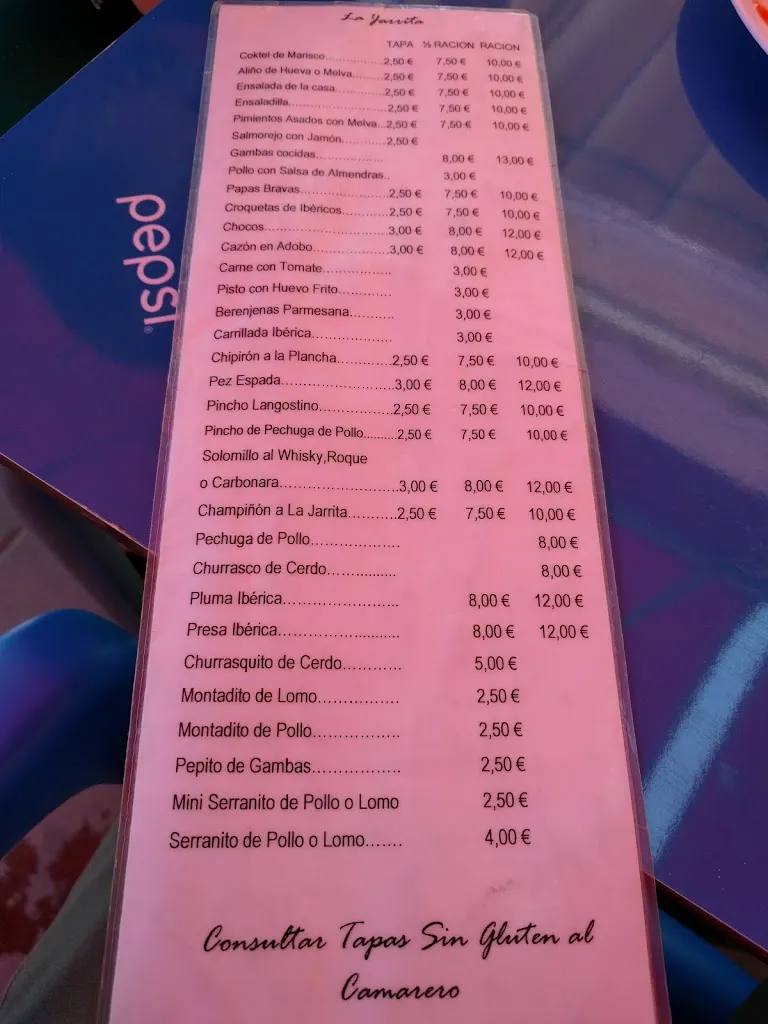 La Jarrita
TAPA ½ RACION RACION
Coktel de Marisco................2,50 € 7,50 € 10,00 €
Aliño de Hueva o Melva.......2,50 € 7,50 € 10,00 €
Ensalada de la casa............2,50 € 7,50 € 10,00 €
Ensaladilla..........................2,50 € 7,50 € 10,00 €
Pimientos Asados con Melva..2,50 € 7,50 € 10,00 €
Salmorejo con Jamón............2,50 €
Gambas cocidas.................. 8,00 € 13,00 €
Pollo con Salsa de Almendras.. 3,00 €
Papas Bravas.......................2,50 € 7,50 € 10,00 €
Croquetas de Ibéricos............2,50 € 7,50 € 10,00 €
Chocos................................3,00 € 8,00 € 12,00 €
Cazón en Adobo...................3,00 € 8,00 € 12,00 €
Carne con Tomate................. 3,00 €
Pisto con Huevo Frito............. 3,00 €
Berenjenas Parmesana........... 3,00 €
Carrillada Ibérica.................... 3,00 €
Chipirón a la Plancha.............2,50 € 7,50 € 10,00 €
Pez Espada...........................3,00 € 8,00 € 12,00 €
Pincho Langostino..................2,50 € 7,50 € 10,00 €
Pincho de Pechuga de Pollo..........2,50 € 7,50 € 10,00 €
Solomillo al Whisky,Roque
o Carbonara...........................3,00 € 8,00 € 12,00 €
Champiñón a La Jarrita...........2,50 € 7,50 € 10,00 €
Pechuga de Pollo.................... 8,00 €
Churrasco de Cerdo................ 8,00 €
Pluma Ibérica......................... 8,00 € 12,00 €
Presa Ibérica.......................... 8,00 € 12,00 €
Churrasquito de Cerdo............ 5,00 €
Montadito de Lomo................. 2,50 €
Montadito de Pollo.................. 2,50 €
Pepito de Gambas.................. 2,50 €
Mini Serranito de Pollo o Lomo 2,50 €
Serranito de Pollo o Lomo....... 4,00 €
Consultar Tapas Sin Gluten al
Camarero
pepsi